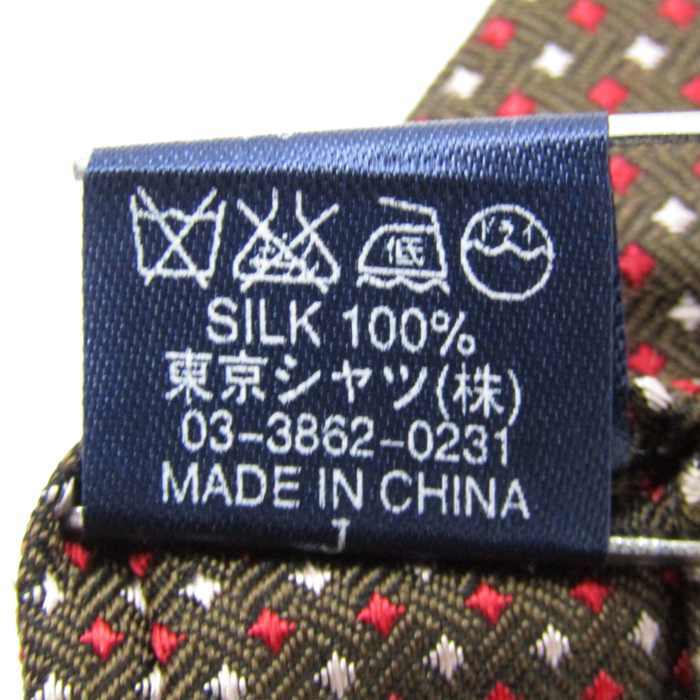 低 ドライ
SILK 100%
東京シャツ(株)
03-3862-0231
MADE IN CHINA